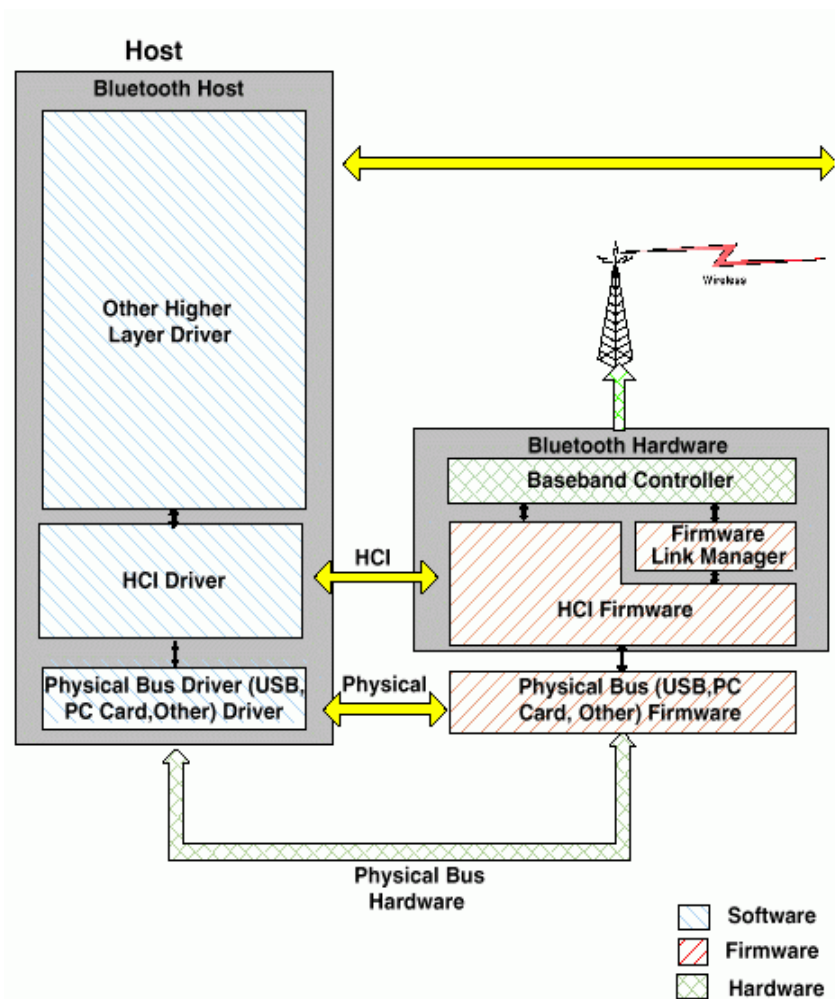 Host
Bluetooth Host
Other Higher
Layer Driver
Wireless
Bluetooth Hardware
Baseband Controller
Firmware
Link Manager
HCI
HCI Driver
HCI Firmware
Physical Bus Driver (USB,
PC Card,Other) Driver
Physical
Physical Bus (USB,PC
Card, Other) Firmware
Physical Bus
Hardware
Software
Firmware
Hardware